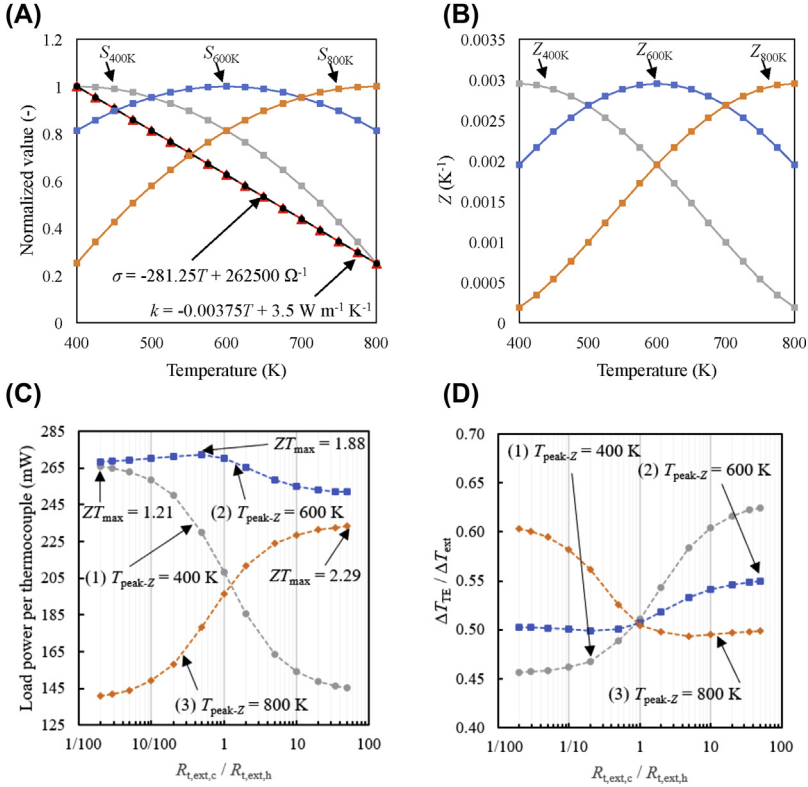 (A)
1.2
1
0.8
0.6
0.4
0.2
0
Normalized value (-)
S400K
S600K
S800K
σ = -281.25T + 262500 Ω-1
k = -0.00375T + 3.5 W m-1 K-1
400
500
600
700
800
Temperature (K)
(B)
0.0035
0.003
0.0025
0.002
0.0015
0.001
0.0005
0
Z (K-1)
Z400K
Z600K
Z800K
400
500
600
700
800
Temperature (K)
(C)
285
265
245
225
205
185
165
145
125
Load power per thermocouple (mW)
ZTmax = 1.88
ZTmax = 1.21
(2) Tpeak-Z = 600 K
(1) Tpeak-Z = 400 K
ZTmax = 2.29
(3) Tpeak-Z = 800 K
1/100
10/100
1
10
100
Rt,ext,c / Rt,ext,h
(D)
0.70
0.65
0.60
0.55
0.50
0.45
0.40
ΔTTE / ΔText
(1) Tpeak-Z = 400 K
(2) Tpeak-Z = 600 K
(3) Tpeak-Z = 800 K
1/100
1/10
1
10
100
Rt,ext,c / Rt,ext,h